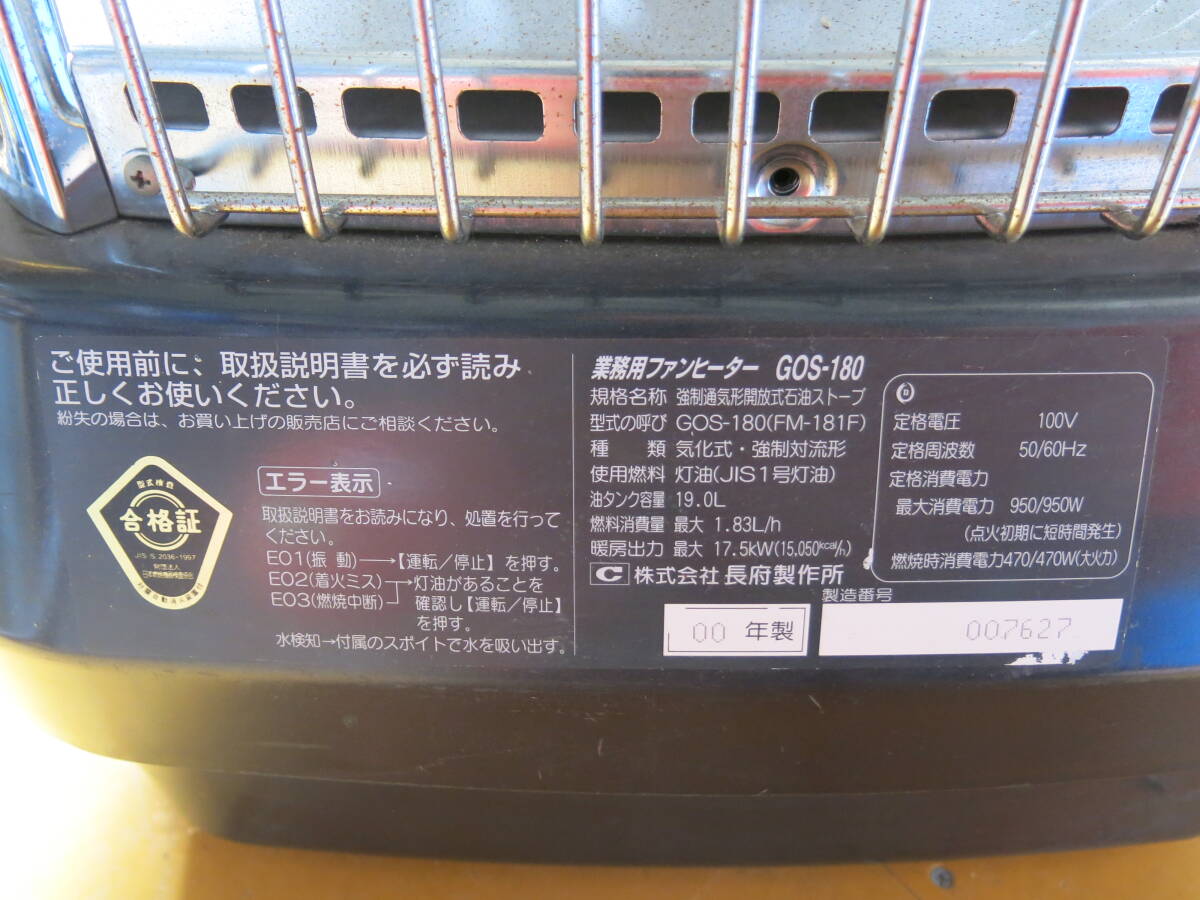 ご使用前に、取扱説明書を必ず読み
正しくお使いください。
紛失の場合は、お買い上げの販売店にご相談ください。
型式検査
合格証
JIS S 2036-1997
財団法人
エラー表示
取扱説明書をお読みになり、処置を行って
ください。
E01(振 動)→【運転/停止】を押す。
E02(着火ミス)→灯油があることを
E03(燃焼中断) 確認し【運転/停止】
を押す。
水検知→付属のスポイトで水を吸い出す。
業務用ファンヒーター GOS-180
規格名称 強制通気形開放式石油ストーブ
型式の呼び GOS-180(FM-181F)
種 類 気化式・強制対流形
使用燃料 灯油(JIS1号灯油)
油タンク容量 19.0L
燃料消費量 最大 1.83L/h
暖房出力 最大 17.5kW(15,050kcal/h)
株式会社 長府製作所
00 年製
定格電圧 100V
定格周波数 50/60Hz
定格消費電力
最大消費電力 950/950W
(点火初期に短時間発生)
燃焼時消費電力470/470W(大火力)
製造番号
007627